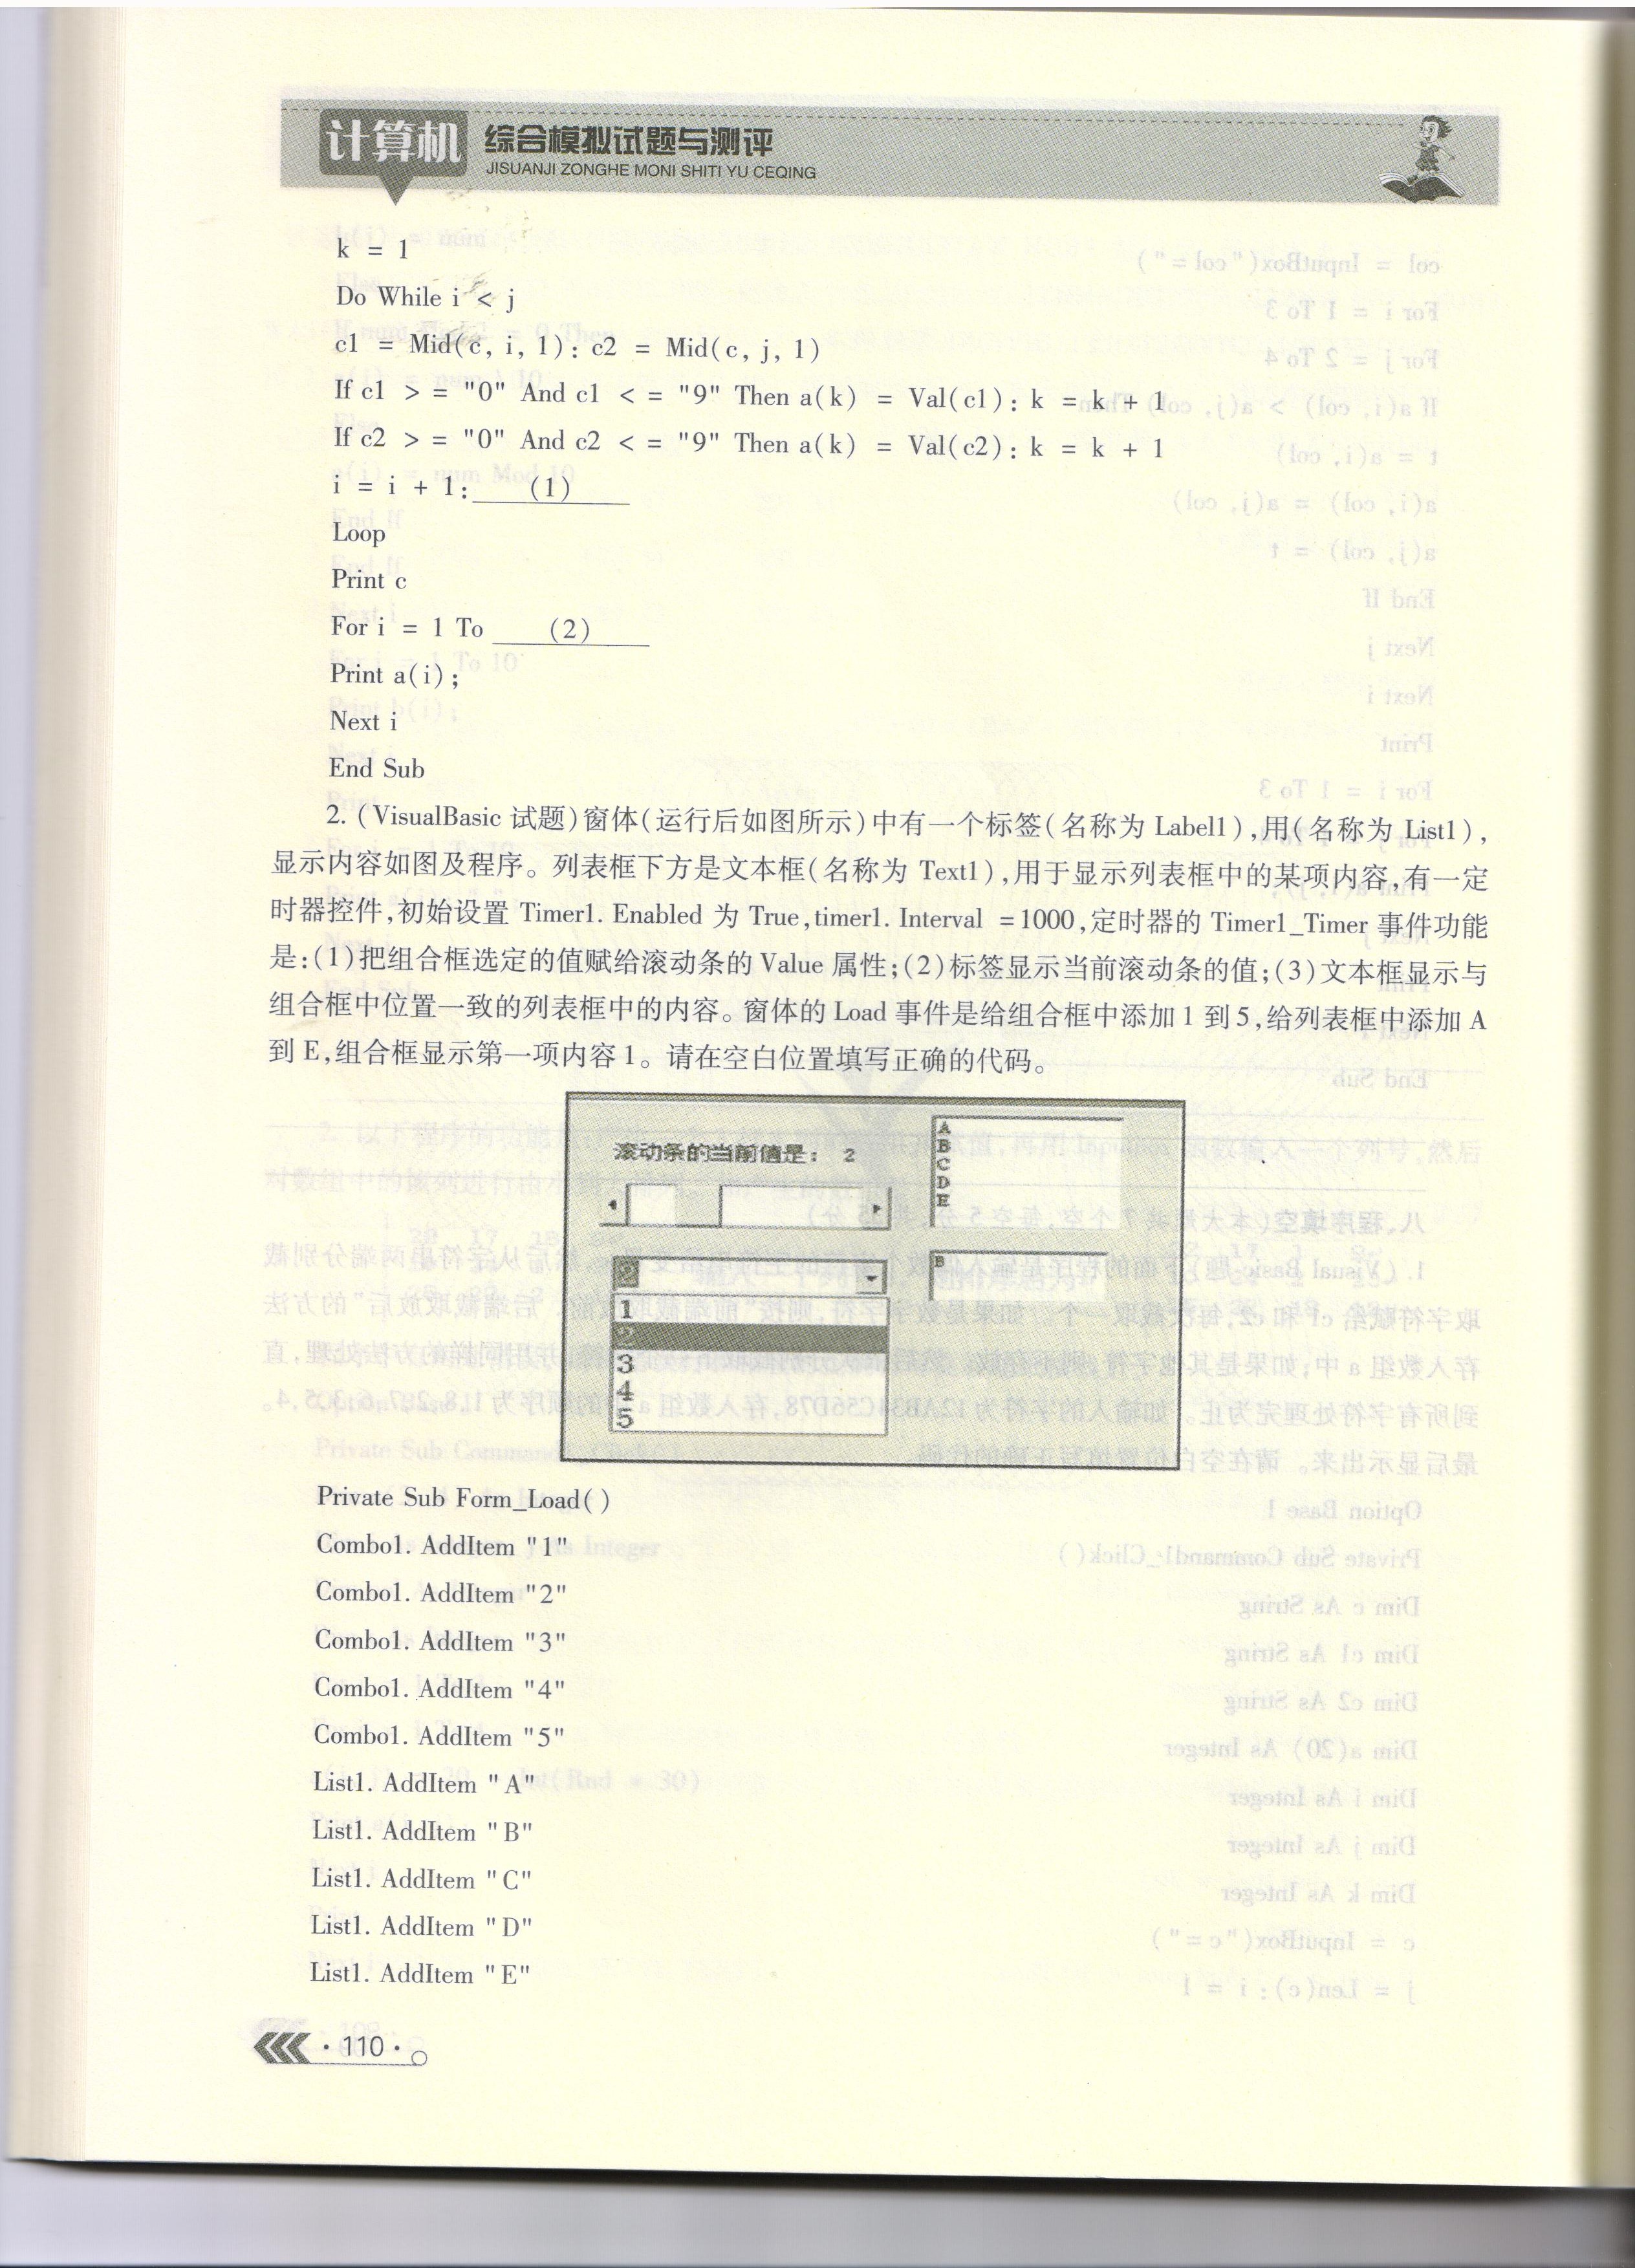 计算机
综合模拟试题与测评
JISUANJI ZONGHE MONI SHITI YU CEQING
k = 1
Do While i < j
c1 = Mid(c, i, 1): c2 = Mid(c, j, 1)
If c1 > = "0" And c1 < = "9" Then a(k) = Val(c1): k = k + 1
If c2 > = "0" And c2 < = "9" Then a(k) = Val(c2): k = k + 1
i = i + 1:____(1)____
Loop
Print c
For i = 1 To ____(2)____
Print a(i);
Next i
End Sub
2. (VisualBasic 试题)窗体(运行后如图所示)中有一个标签(名称为 Label1),用(名称为 List1),
显示内容如图及程序。列表框下方是文本框(名称为 Text1),用于显示列表框中的某项内容,有一定
时器控件,初始设置 Timer1. Enabled 为 True,timer1. Interval =1000,定时器的 Timer1_Timer 事件功能
是:(1)把组合框选定的值赋给滚动条的 Value 属性;(2)标签显示当前滚动条的值;(3)文本框显示与
组合框中位置一致的列表框中的内容。窗体的 Load 事件是给组合框中添加 1 到 5,给列表框中添加 A
到 E,组合框显示第一项内容 1。请在空白位置填写正确的代码。
滚动条的当前值是: 2
A
B
C
D
E
2
B
1
2
3
4
5
Private Sub Form_Load( )
Combo1. AddItem "1"
Combo1. AddItem "2"
Combo1. AddItem "3"
Combo1. AddItem "4"
Combo1. AddItem "5"
List1. AddItem "A"
List1. AddItem "B"
List1. AddItem "C"
List1. AddItem "D"
List1. AddItem "E"
· 110 ·